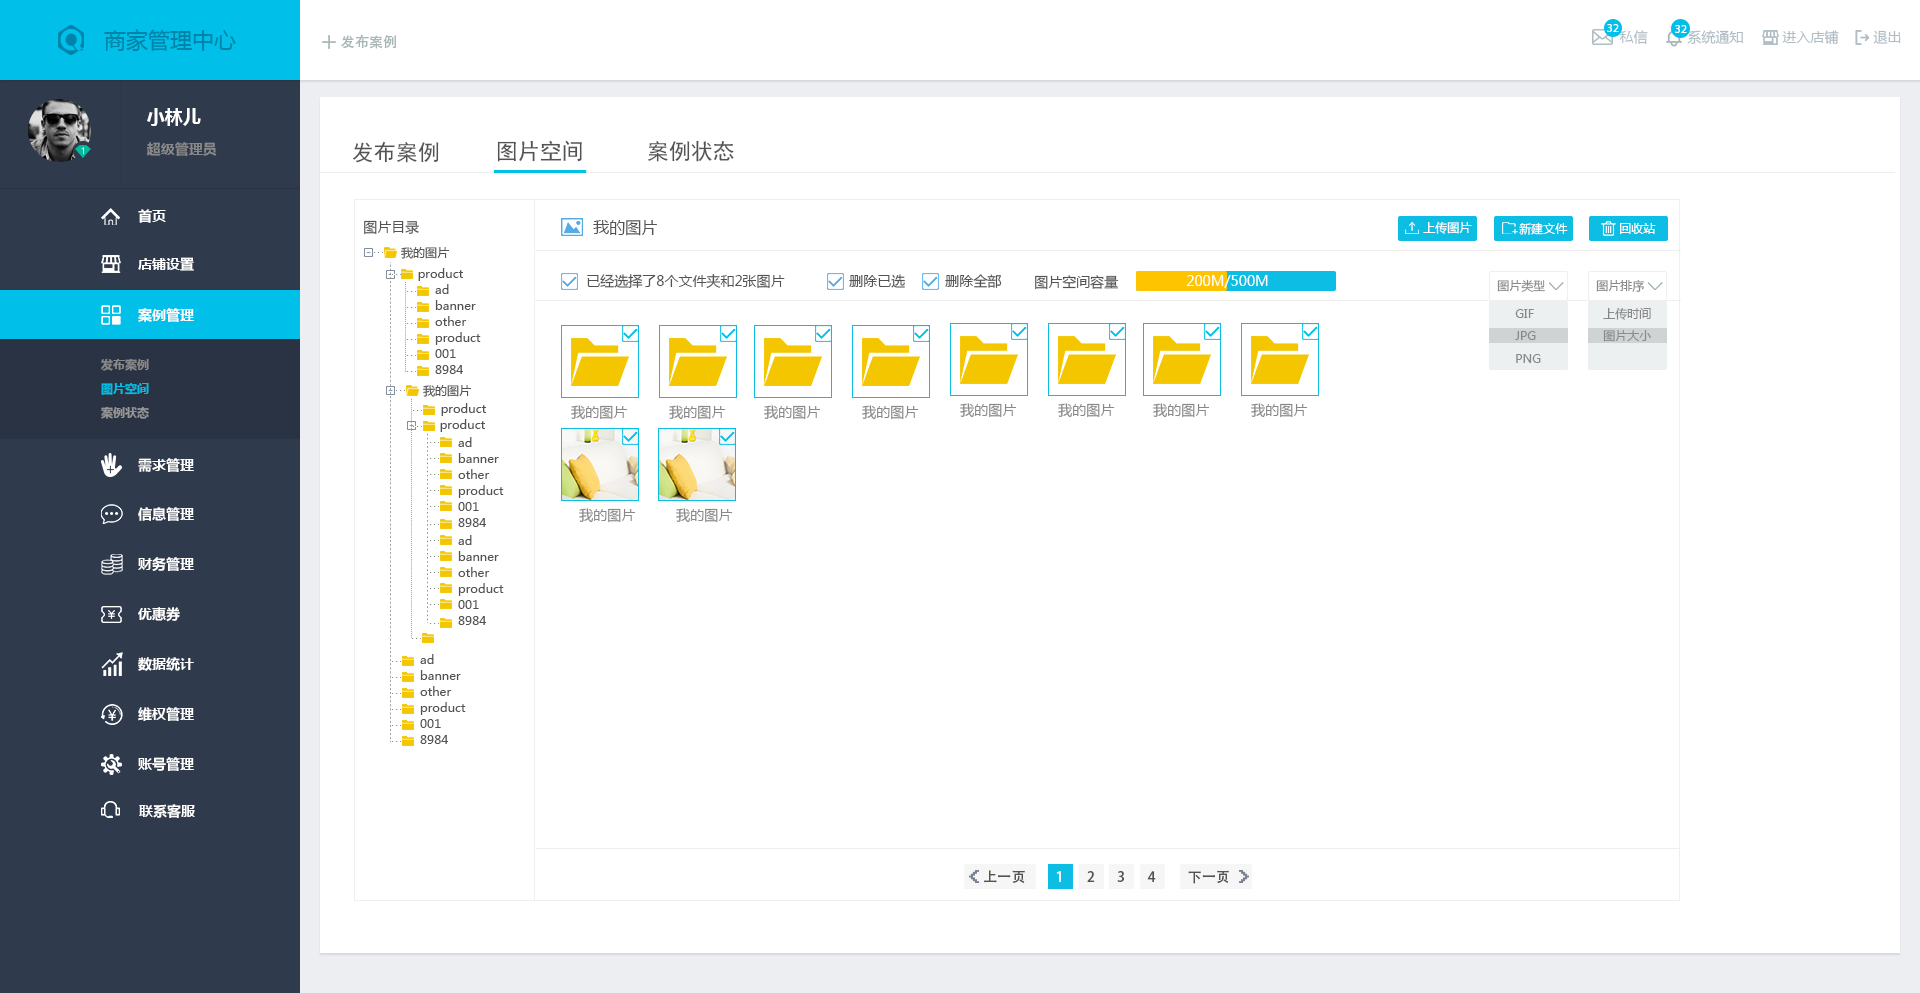 商家管理中心
发布案例
32
私信
32
系统通知
进入店铺
退出
小林儿
超级管理员
1
首页
店铺设置
案例管理
发布案例
图片空间
案例状态
需求管理
信息管理
财务管理
优惠券
数据统计
维权管理
账号管理
联系客服
发布案例
图片空间
案例状态
图片目录
我的图片
product
ad
banner
other
product
001
8984
我的图片
product
product
ad
banner
other
product
001
8984
ad
banner
other
product
001
8984
ad
banner
other
product
001
8984
我的图片
上传图片
新建文件
回收站
已经选择了8个文件夹和2张图片
删除已选
删除全部
图片空间容量
200M/500M
图片类型
GIF
JPG
PNG
图片排序
上传时间
图片大小
我的图片
我的图片
我的图片
我的图片
我的图片
我的图片
我的图片
我的图片
我的图片
我的图片
上一页
1
2
3
4
下一页